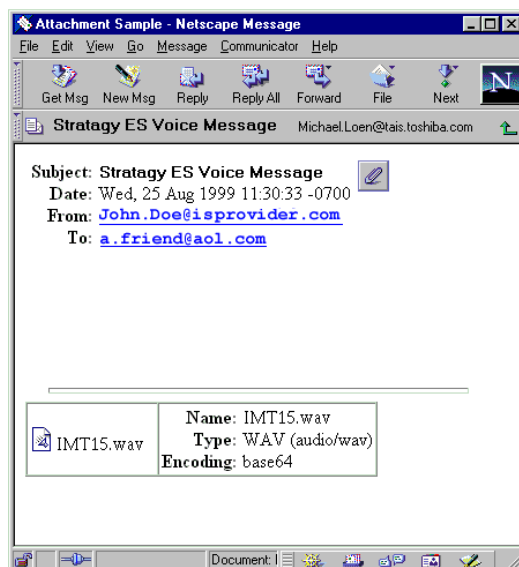 Attachment Sample - Netscape Message
File Edit View Go Message Communicator Help
Get Msg New Msg Reply Reply All Forward File Next
N
Stratagy ES Voice Message Michael.Loen@tais.toshiba.com
Subject: Stratagy ES Voice Message
Date: Wed, 25 Aug 1999 11:30:33 -0700
From: John.Doe@isprovider.com
To: a.friend@aol.com
IMT15.wav
Name: IMT15.wav
Type: WAV (audio/wav)
Encoding: base64
Document: